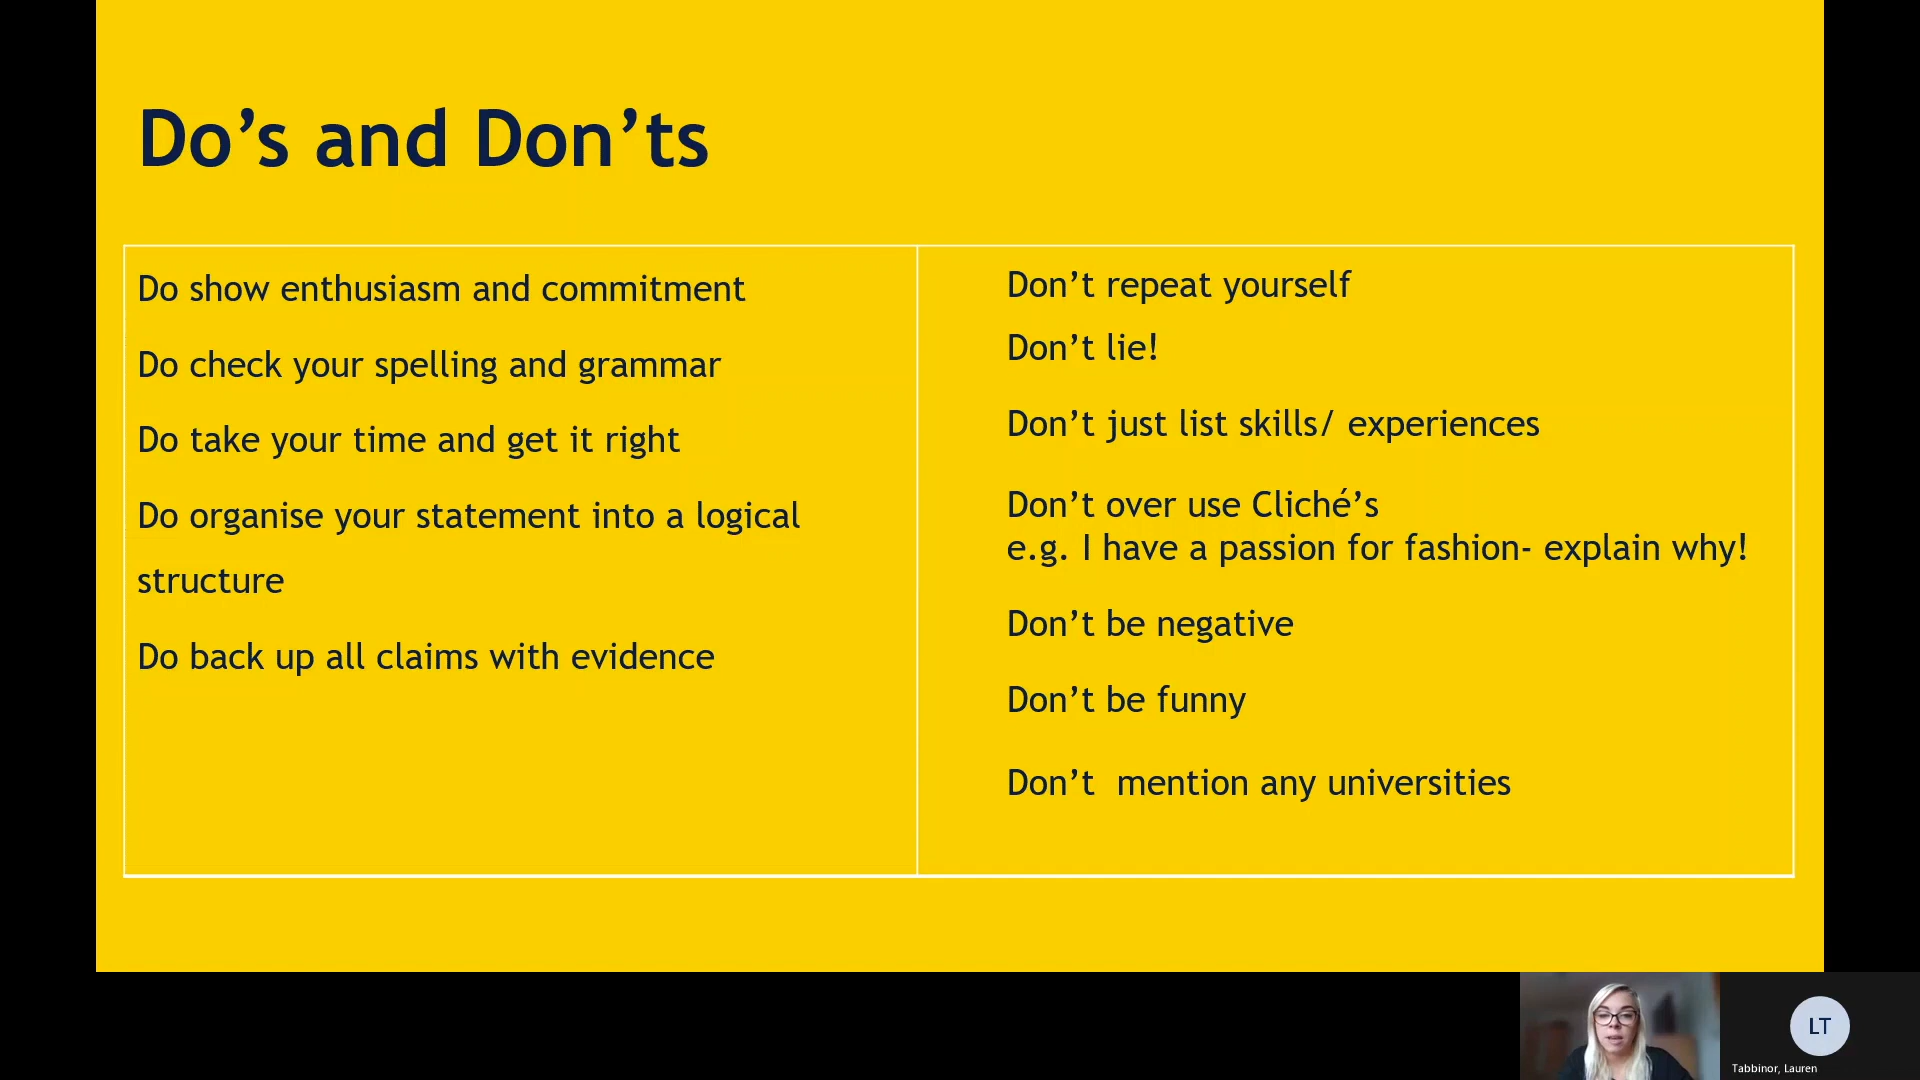 Do’s and Don’ts
Do show enthusiasm and commitment
Do check your spelling and grammar
Do take your time and get it right
Do organise your statement into a logical
structure
Do back up all claims with evidence
Don’t repeat yourself
Don’t lie!
Don’t just list skills/ experiences
Don’t over use Cliché’s
e.g. I have a passion for fashion- explain why!
Don’t be negative
Don’t be funny
Don’t  mention any universities
LT
Tabbinor, Lauren